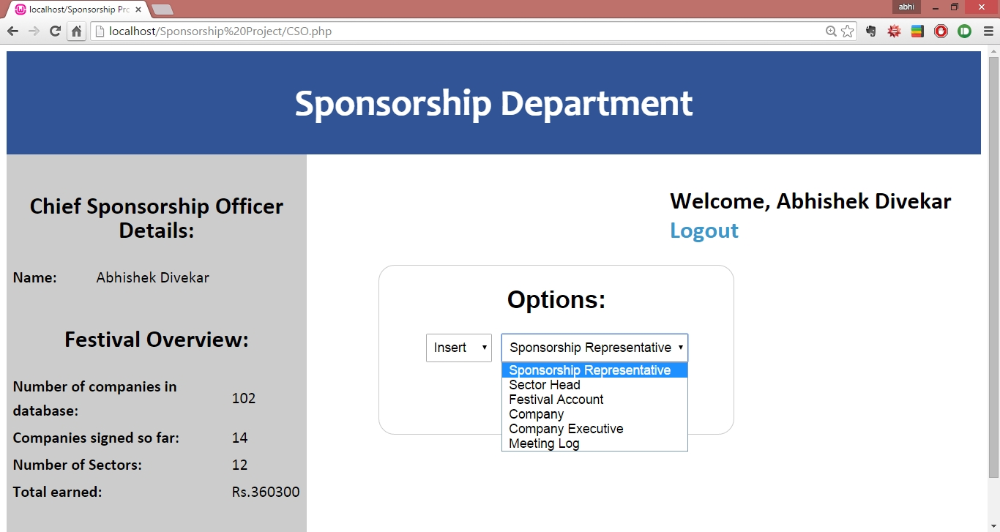 localhost/Sponsorship Pro
abhi
localhost/Sponsorship%20Project/CSO.php
Sponsorship Department
Chief Sponsorship Officer
Details:
Name: Abhishek Divekar
Festival Overview:
Number of companies in
database: 102
Companies signed so far: 14
Number of Sectors: 12
Total earned: Rs.360300
Welcome, Abhishek Divekar
Logout
Options:
Insert Sponsorship Representative
Sponsorship Representative
Sector Head
Festival Account
Company
Company Executive
Meeting Log